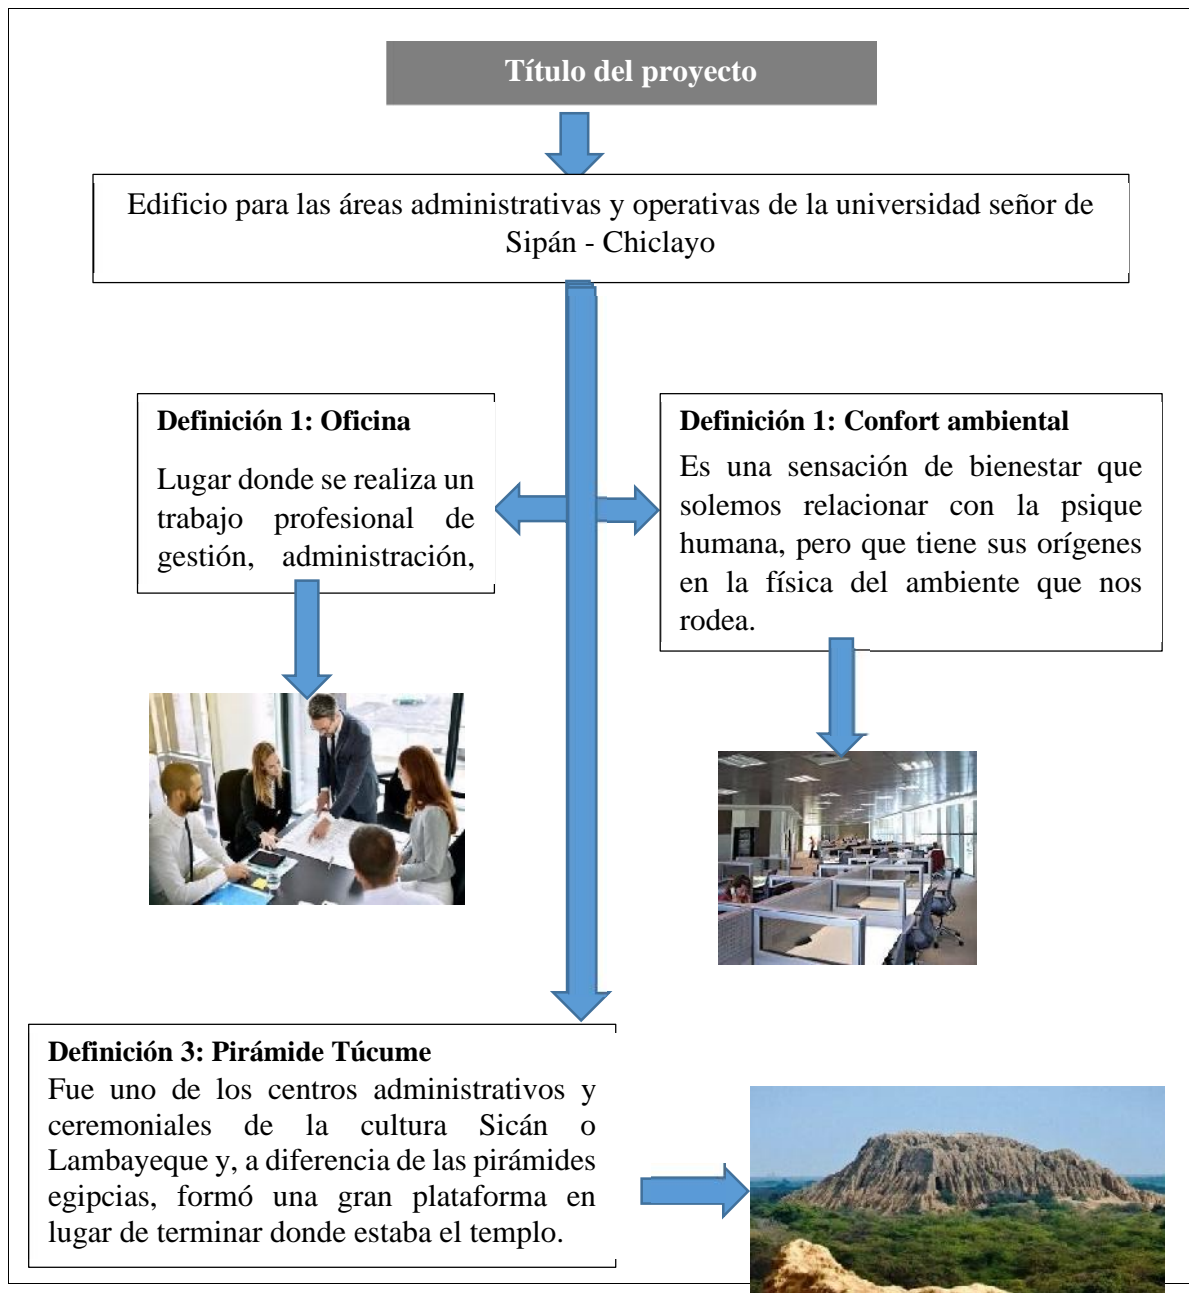 Título del proyecto
Edificio para las áreas administrativas y operativas de la universidad señor de
Sipán - Chiclayo
Definición 1: Oficina
Lugar donde se realiza un
trabajo profesional de
gestión, administración,
Definición 1: Confort ambiental
Es una sensación de bienestar que
solemos relacionar con la psique
humana, pero que tiene sus orígenes
en la física del ambiente que nos
rodea.
Definición 3: Pirámide Túcume
Fue uno de los centros administrativos y
ceremoniales de la cultura Sicán o
Lambayeque y, a diferencia de las pirámides
egipcias, formó una gran plataforma en
lugar de terminar donde estaba el templo.